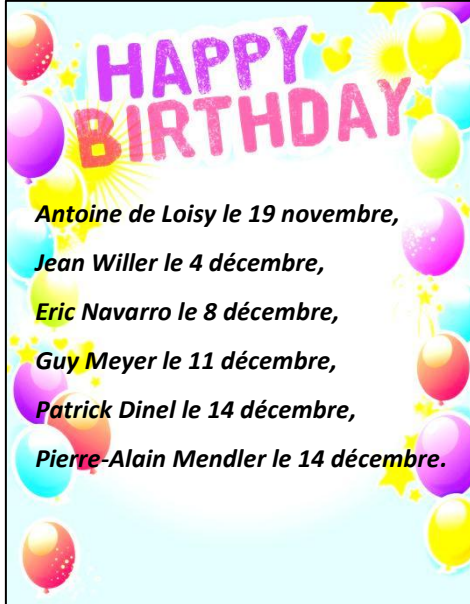 HAPPY
BIRTHDAY
Antoine de Loisy le 19 novembre,
Jean Willer le 4 décembre,
Eric Navarro le 8 décembre,
Guy Meyer le 11 décembre,
Patrick Dinel le 14 décembre,
Pierre-Alain Mendler le 14 décembre.